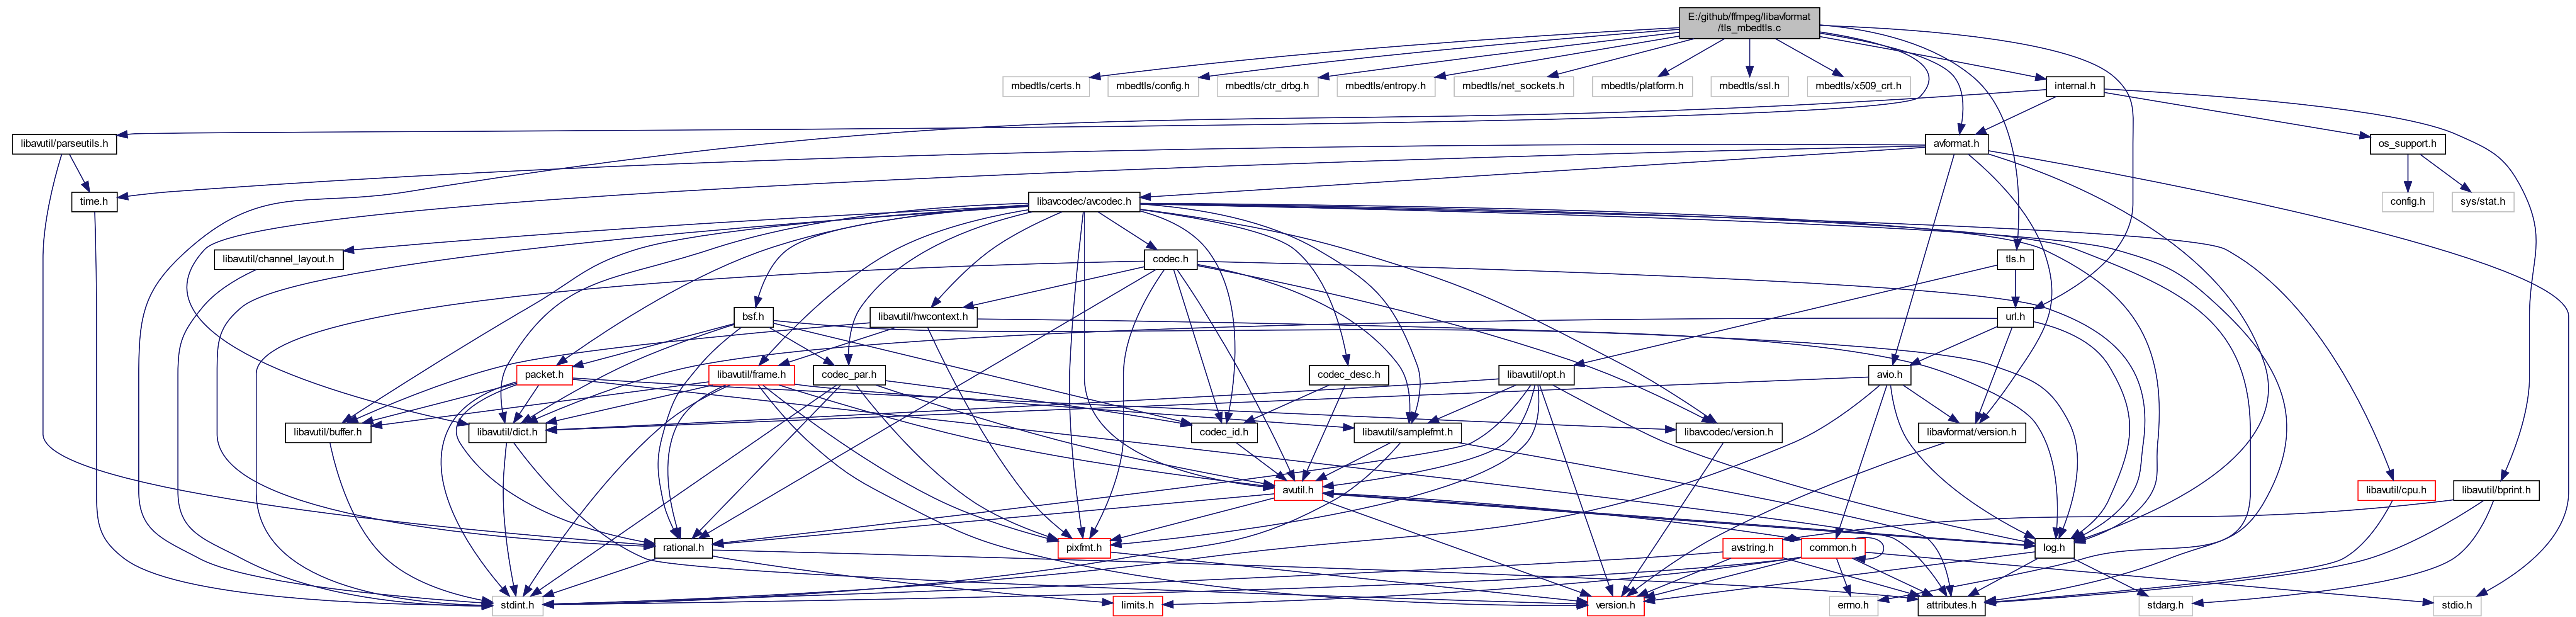 E:/github/ffmpeg/libavformat
/tls_mbedtls.c
mbedtls/certs.h
mbedtls/config.h
mbedtls/ctr_drbg.h
mbedtls/entropy.h
mbedtls/net_sockets.h
mbedtls/platform.h
mbedtls/ssl.h
mbedtls/x509_crt.h
internal.h
libavutil/parseutils.h
avformat.h
os_support.h
time.h
libavcodec/avcodec.h
config.h
sys/stat.h
libavutil/channel_layout.h
codec.h
tls.h
bsf.h
libavutil/hwcontext.h
url.h
packet.h
libavutil/frame.h
codec_par.h
codec_desc.h
libavutil/opt.h
avio.h
libavutil/buffer.h
libavutil/dict.h
codec_id.h
libavutil/samplefmt.h
libavcodec/version.h
libavformat/version.h
avutil.h
libavutil/cpu.h
libavutil/bprint.h
rational.h
pixfmt.h
avstring.h
common.h
log.h
stdint.h
limits.h
version.h
errno.h
attributes.h
stdarg.h
stdio.h